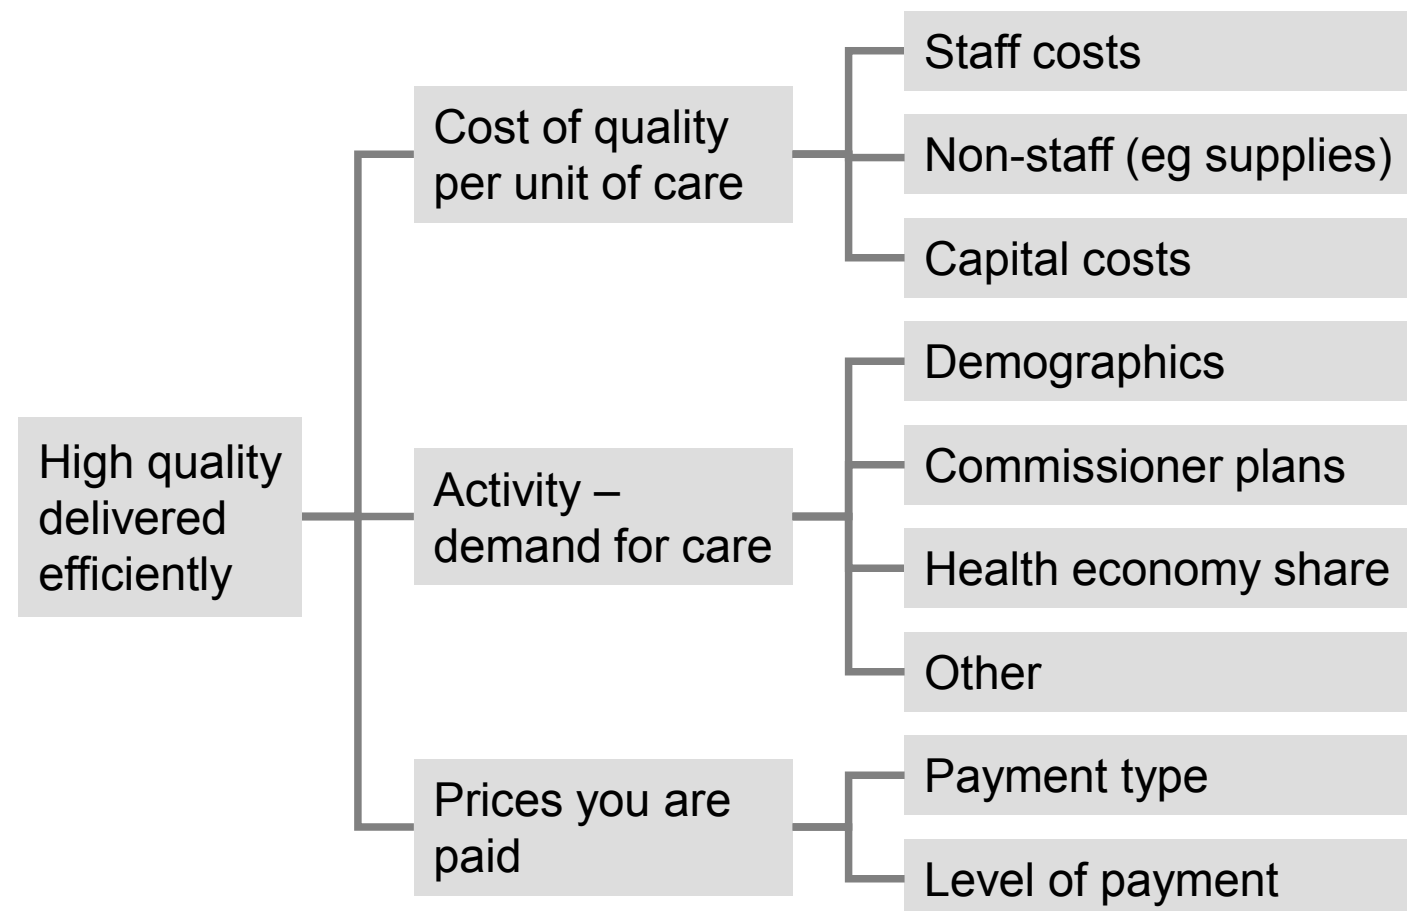 High quality
delivered
efficiently
Cost of quality
per unit of care
Staff costs
Non-staff (eg supplies)
Capital costs
Activity –
demand for care
Demographics
Commissioner plans
Health economy share
Other
Prices you are
paid
Payment type
Level of payment